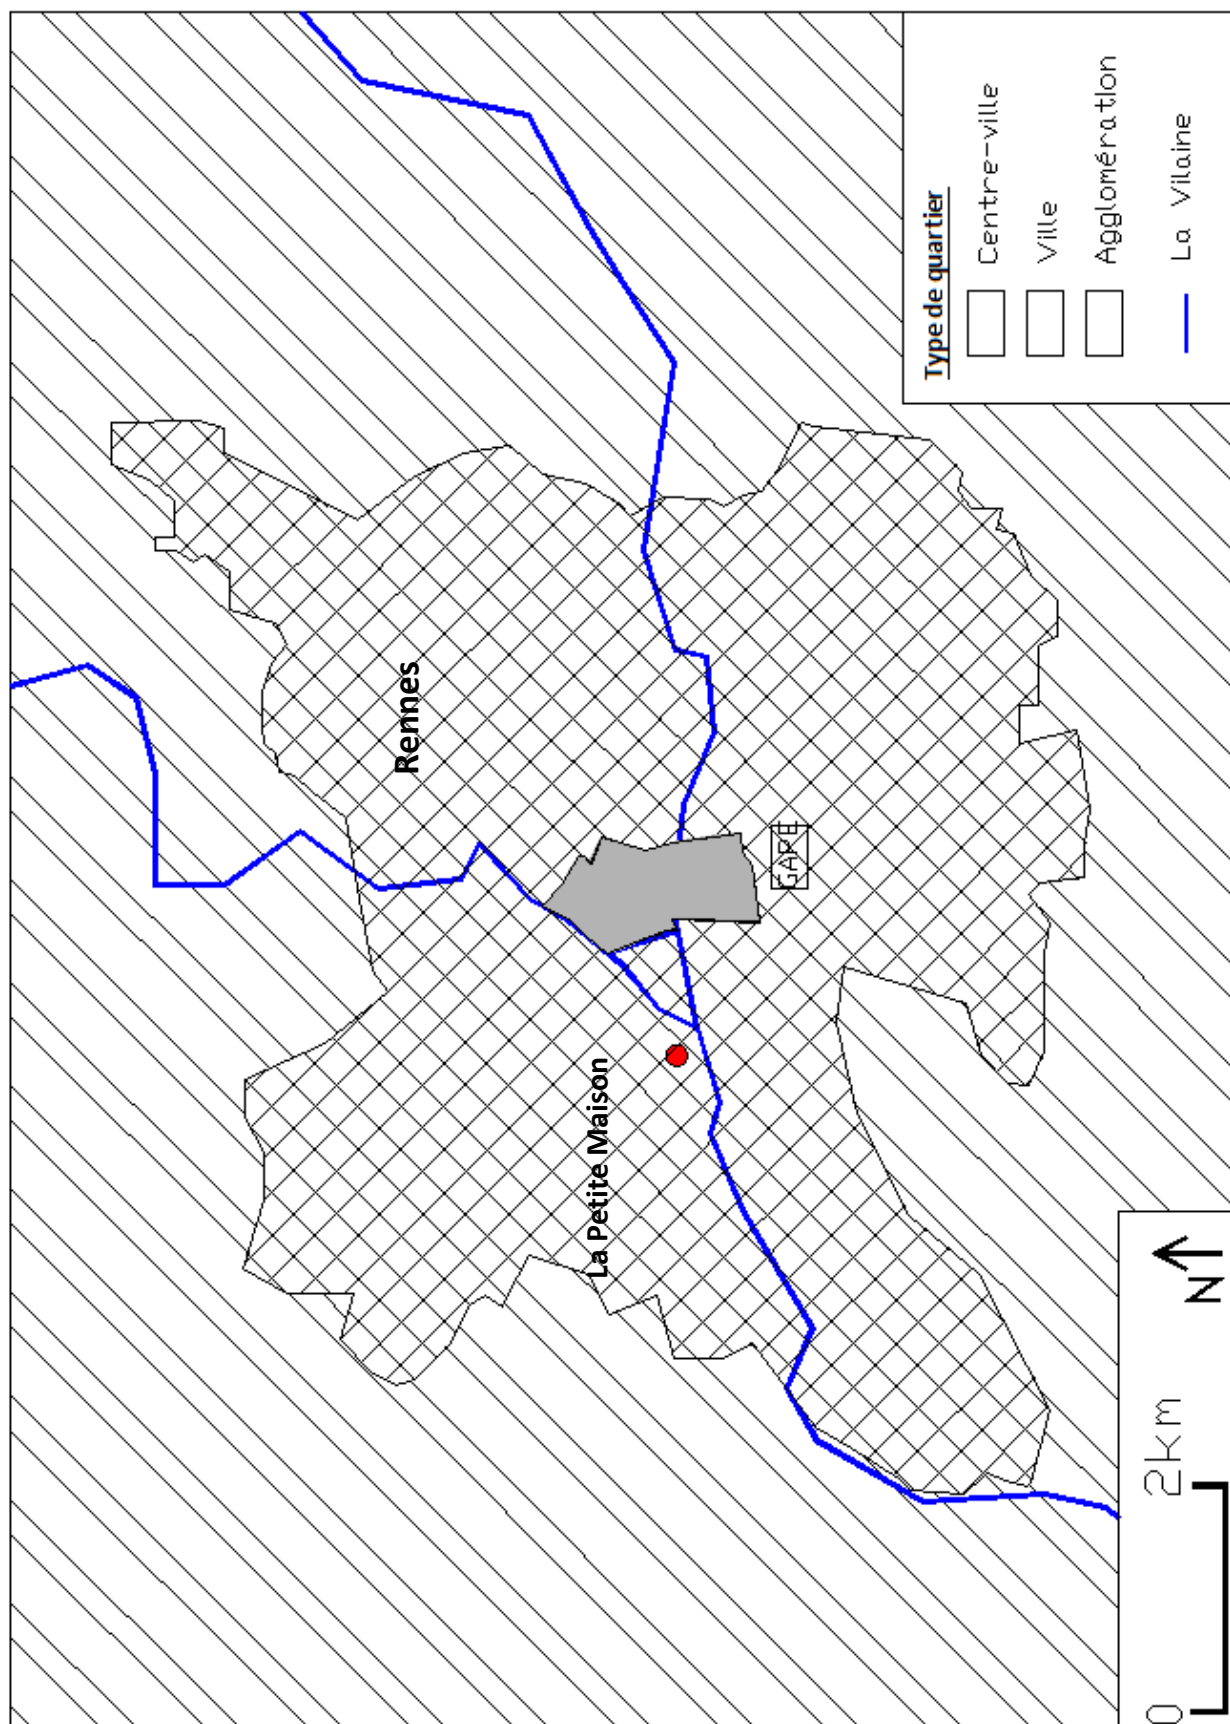 Rennes
La Petite Maison
GARE
Type de quartier
Centre-ville
Ville
Agglomération
La Vilaine
N
0 2km